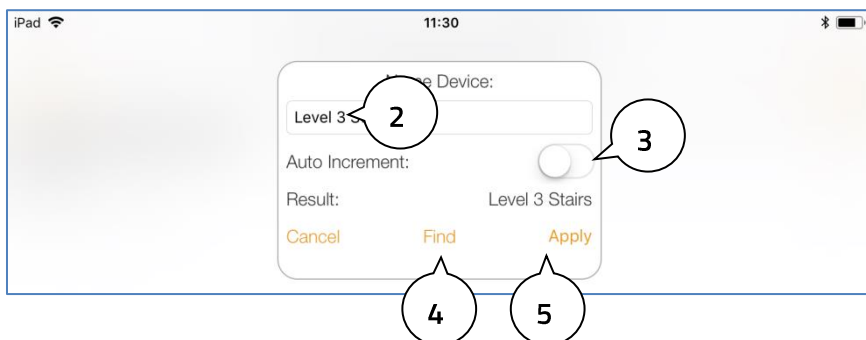 iPad 11:30
Device:
Level 3
2
3
Auto Increment:
Result: Level 3 Stairs
Cancel Find Apply
4 5